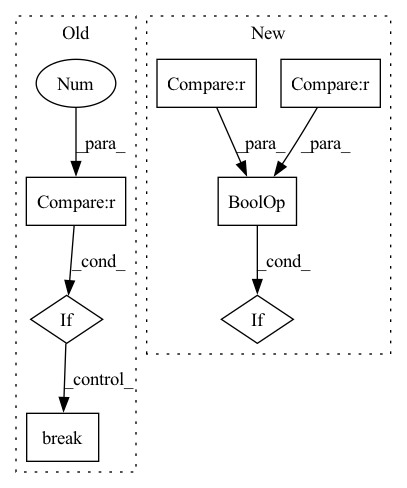 Old
New
Num
Compare:r
Compare:r
_para_
_para_
_para_
Compare:r
BoolOp
_cond_
_cond_
If
If
_control_
break